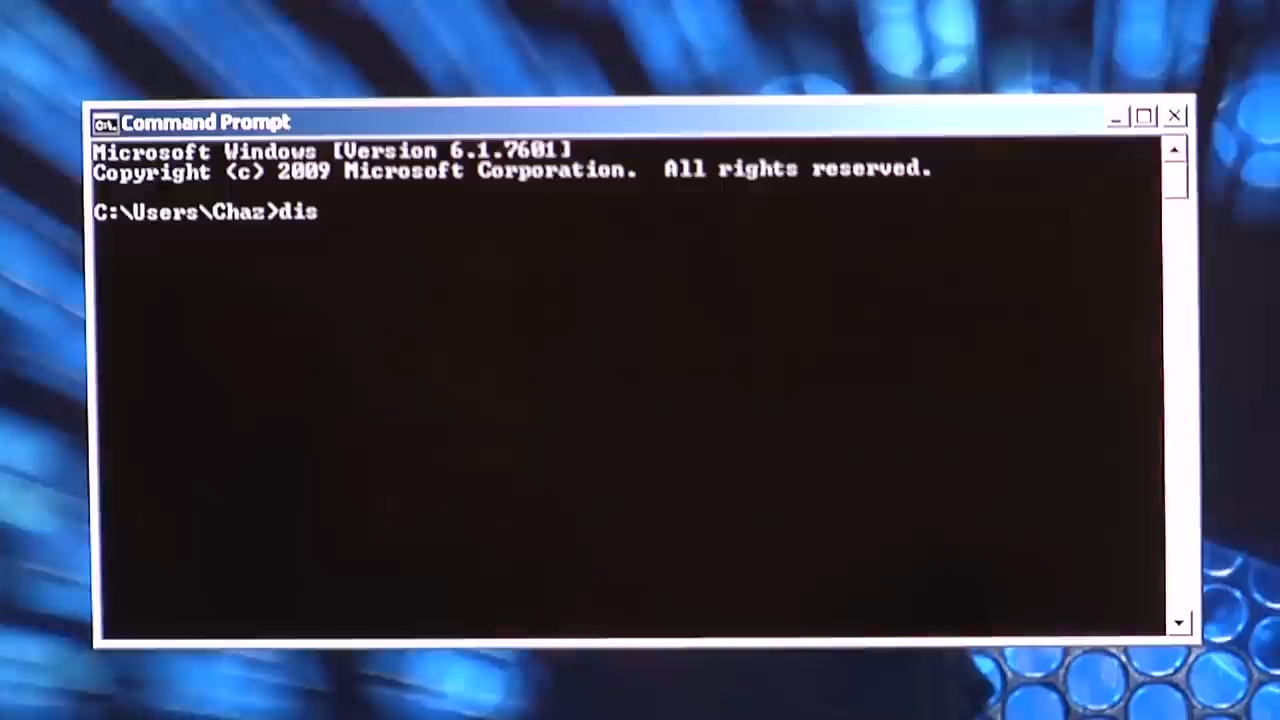 Command Prompt
Microsoft Windows [Version 6.1.7601]
Copyright (c) 2009 Microsoft Corporation. All rights reserved.
C:\Users\Chaz>dis